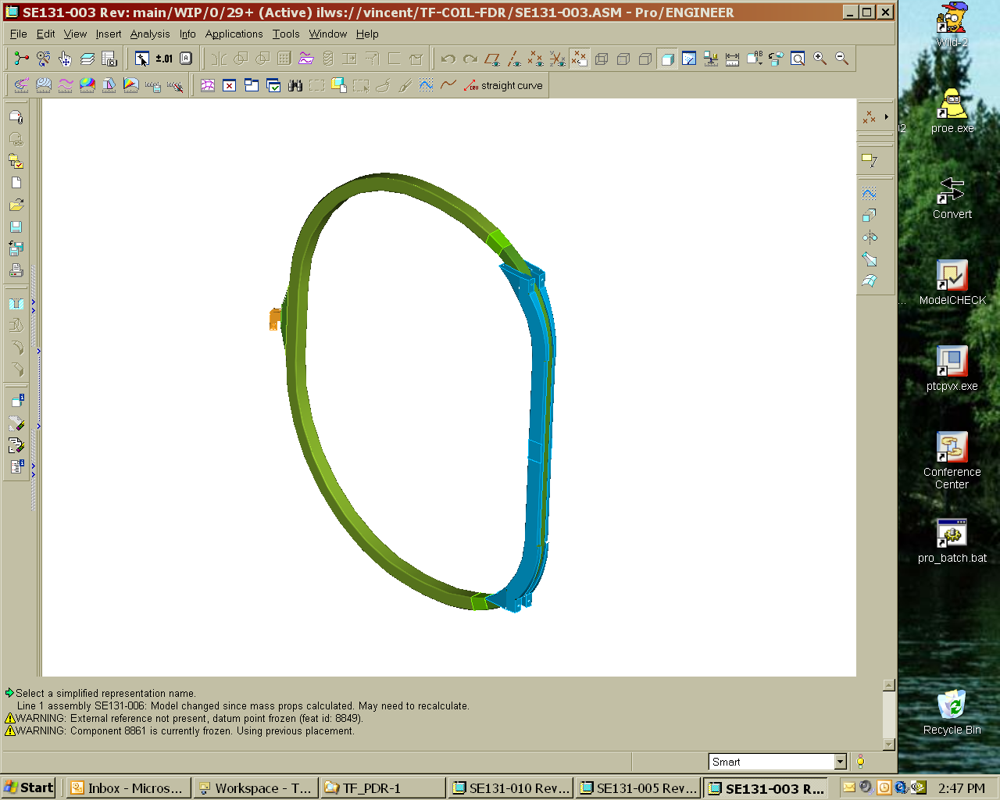 SE131-003 Rev: main/WIP/0/29+ (Active) ilws://vincent/TF-COIL-FDR/SE131-003.ASM - Pro/ENGINEER
File Edit View Insert Analysis Info Applications Tools Window Help
±.01
straight curve
Wild-2
proe.exe
Convert
ModelCHECK
ptcpvx.exe
Conference
Center
pro_batch.bat
Recycle Bin
Select a simplified representation name.
Line 1 assembly SE131-006: Model changed since mass props calculated. May need to recalculate.
WARNING: External reference not present, datum point frozen (feat id: 8849).
WARNING: Component 8861 is currently frozen. Using previous placement.
Smart
Start
Inbox - Micros...
Workspace - T...
TF_PDR-1
SE131-010 Rev...
SE131-005 Rev...
SE131-003 R...
2:47 PM